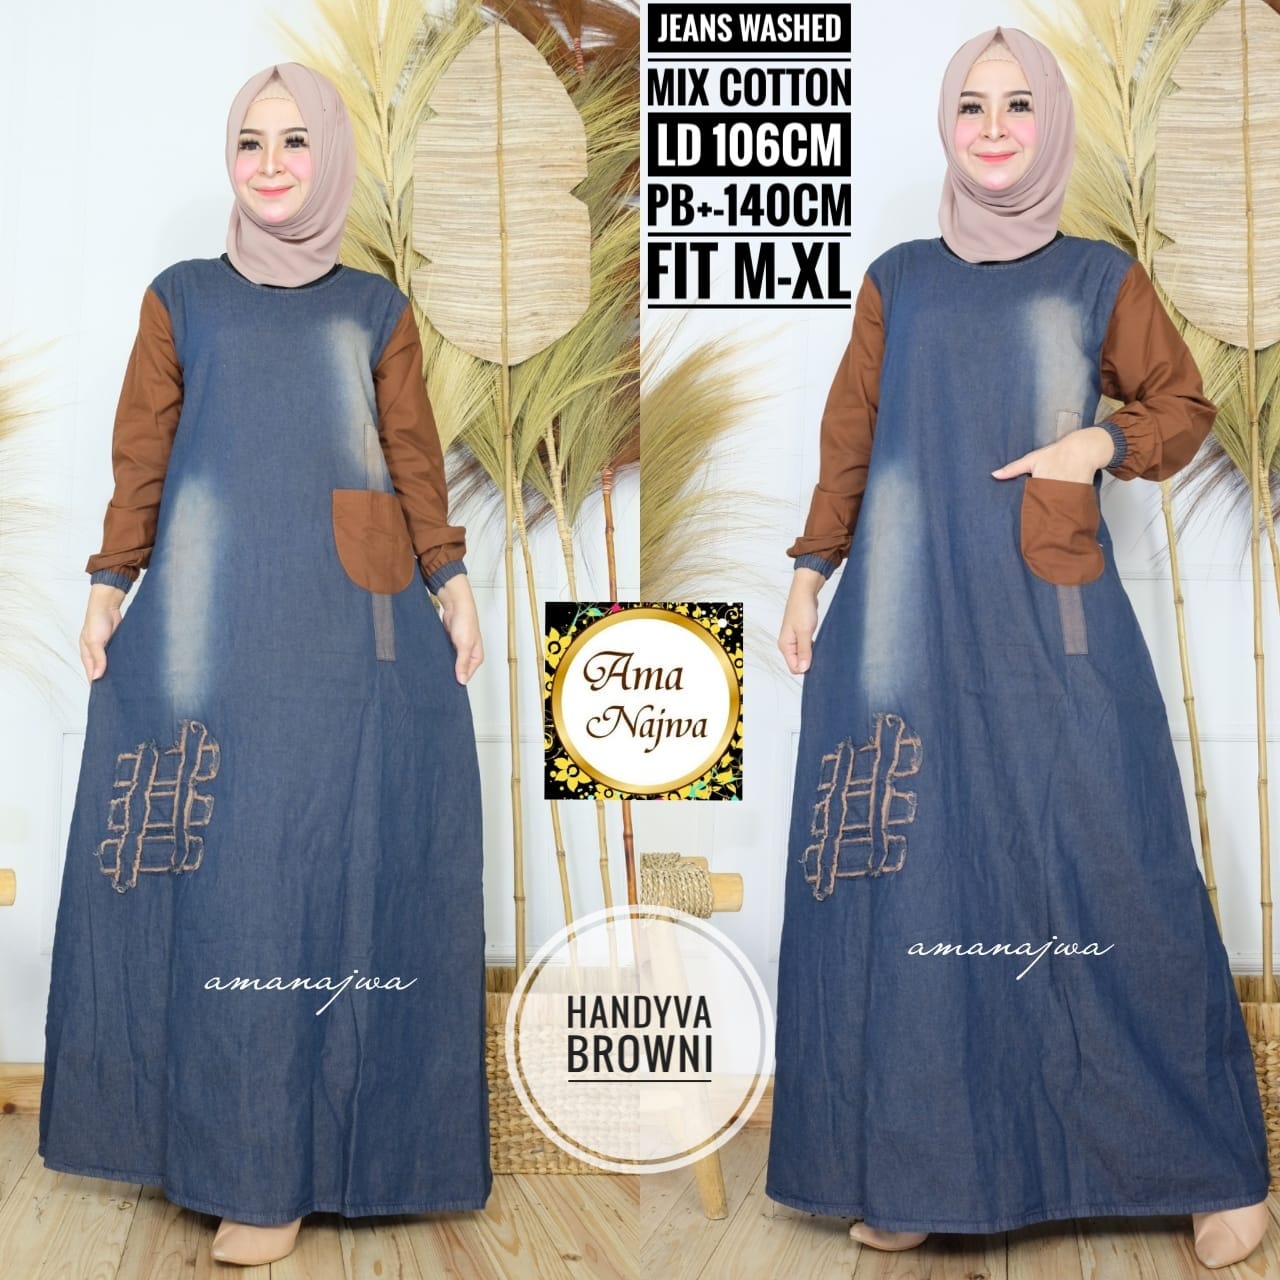 JEANS WASHED
MIX COTTON
LD 106CM
PB+-140CM
FIT M-XL
Ama
Najwa
amanajwa
amanajwa
HANDYVA
BROWNI